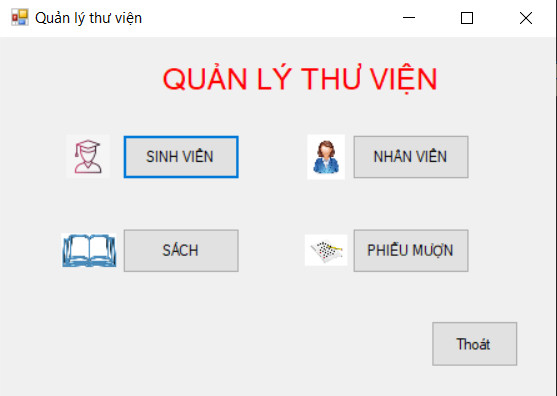 Quản lý thư viện
QUẢN LÝ THƯ VIỆN
SINH VIÊN
NHÂN VIÊN
SÁCH
PHIẾU MƯỢN
Thoát